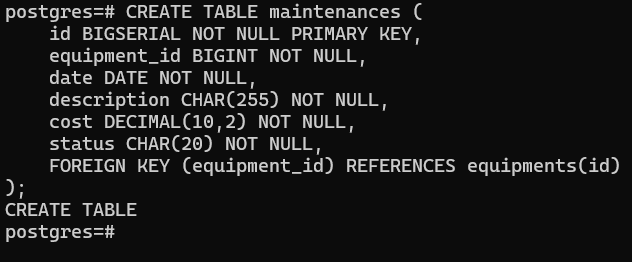 postgres=# CREATE TABLE maintenances (
    id BIGSERIAL NOT NULL PRIMARY KEY,
    equipment_id BIGINT NOT NULL,
    date DATE NOT NULL,
    description CHAR(255) NOT NULL,
    cost DECIMAL(10,2) NOT NULL,
    status CHAR(20) NOT NULL,
    FOREIGN KEY (equipment_id) REFERENCES equipments(id)
);
CREATE TABLE
postgres=#